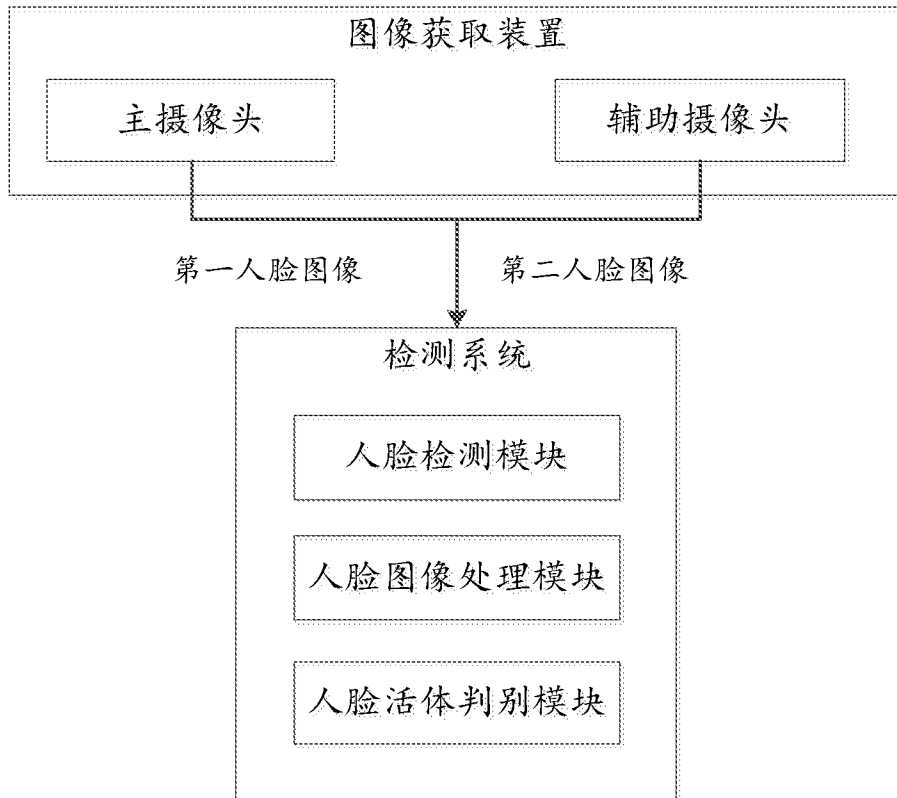 图像获取装置
主摄像头
辅助摄像头
第一人脸图像
第二人脸图像
检测系统
人脸检测模块
人脸图像处理模块
人脸活体判别模块